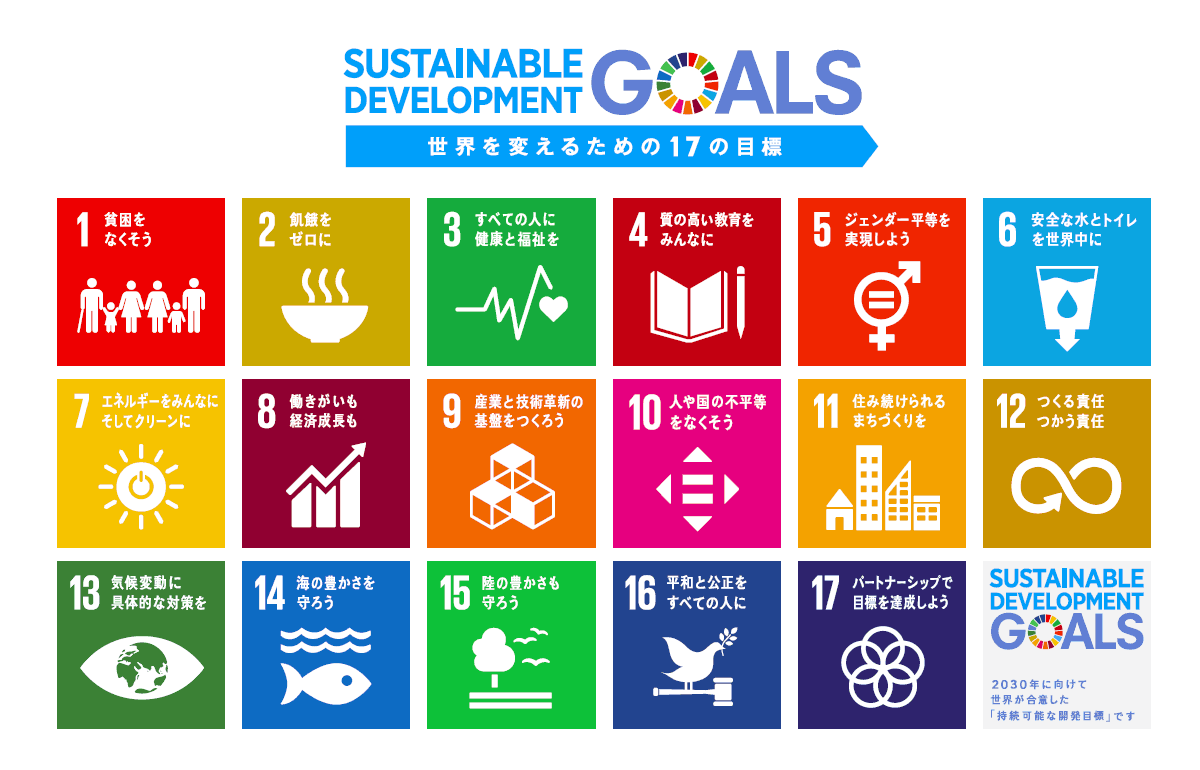 SUSTAINABLE
DEVELOPMENT
GOALS
世界を変えるための17の目標
1 貧困を
なくそう
2 飢餓を
ゼロに
3 すべての人に
健康と福祉を
4 質の高い教育を
みんなに
5 ジェンダー平等を
実現しよう
6 安全な水とトイレ
を世界中に
7 エネルギーをみんなに
そしてクリーンに
8 働きがいも
経済成長も
9 産業と技術革新の
基盤をつくろう
10 人や国の不平等
をなくそう
11 住み続けられる
まちづくりを
12 つくる責任
つかう責任
13 気候変動に
具体的な対策を
14 海の豊かさを
守ろう
15 陸の豊かさも
守ろう
16 平和と公正を
すべての人に
17 パートナーシップで
目標を達成しよう
SUSTAINABLE
DEVELOPMENT
GOALS
2030年に向けて
世界が合意した
「持続可能な開発目標」です